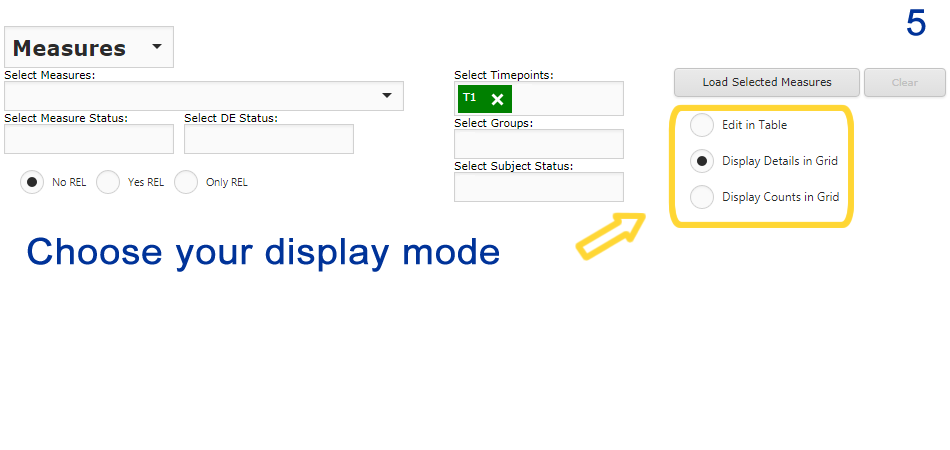 5
Measures
Select Measures:
Select Timepoints:
Load Selected Measures
Clear
T1
Select Measure Status:
Select DE Status:
Select Groups:
Edit in Table
Display Details in Grid
Select Subject Status:
No REL
Yes REL
Only REL
Display Counts in Grid
Choose your display mode